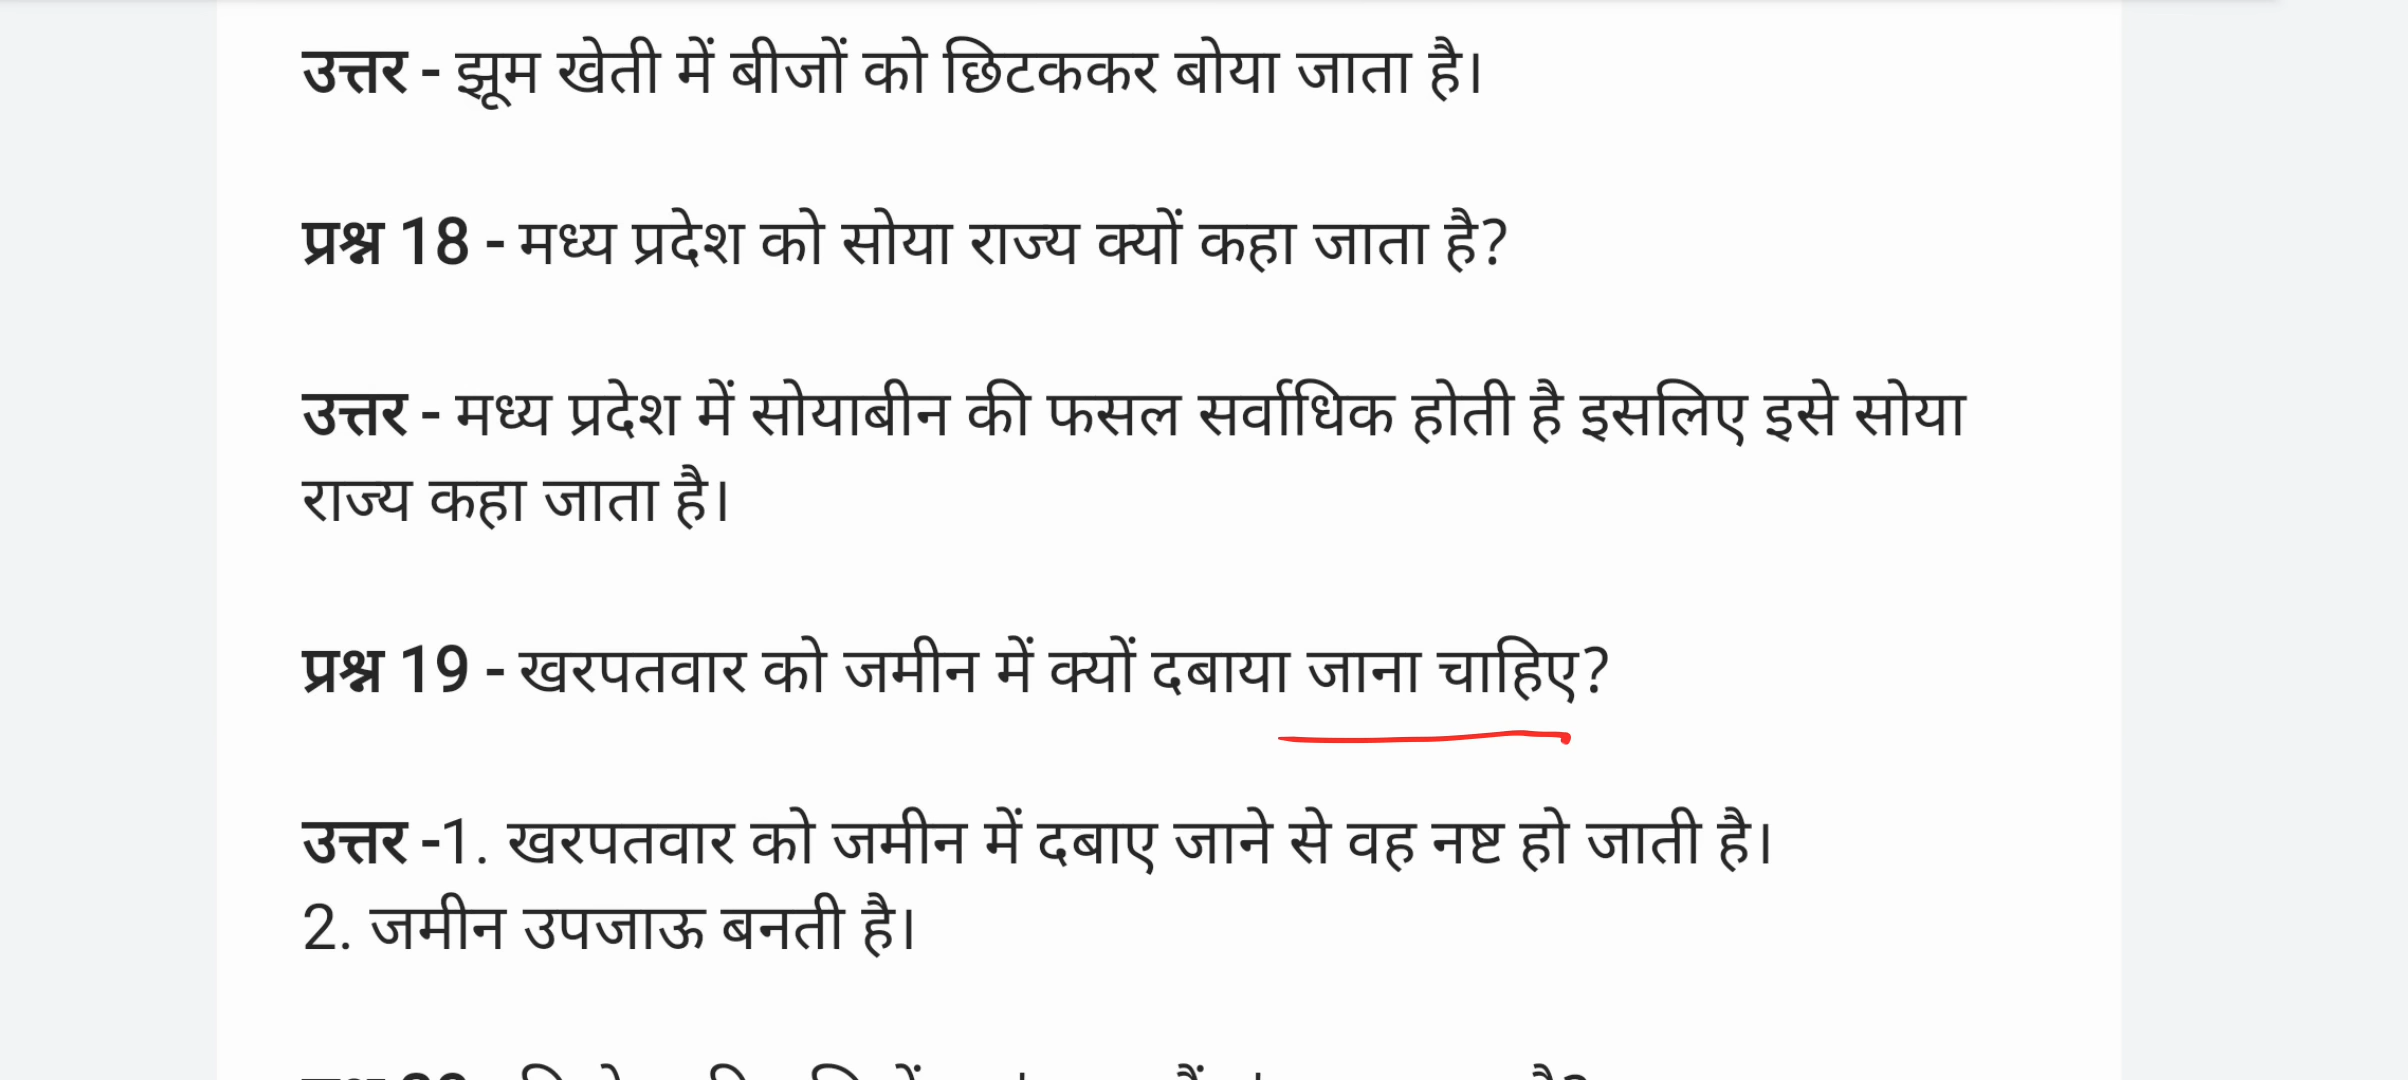 उत्तर - झूम खेती में बीजों को छिटककर बोया जाता है।
प्रश्न 18 - मध्य प्रदेश को सोया राज्य क्यों कहा जाता है?
उत्तर - मध्य प्रदेश में सोयाबीन की फसल सर्वाधिक होती है इसलिए इसे सोया
राज्य कहा जाता है।
प्रश्न 19 - खरपतवार को जमीन में क्यों दबाया जाना चाहिए?
उत्तर -1. खरपतवार को जमीन में दबाए जाने से वह नष्ट हो जाती है।
2. जमीन उपजाऊ बनती है।